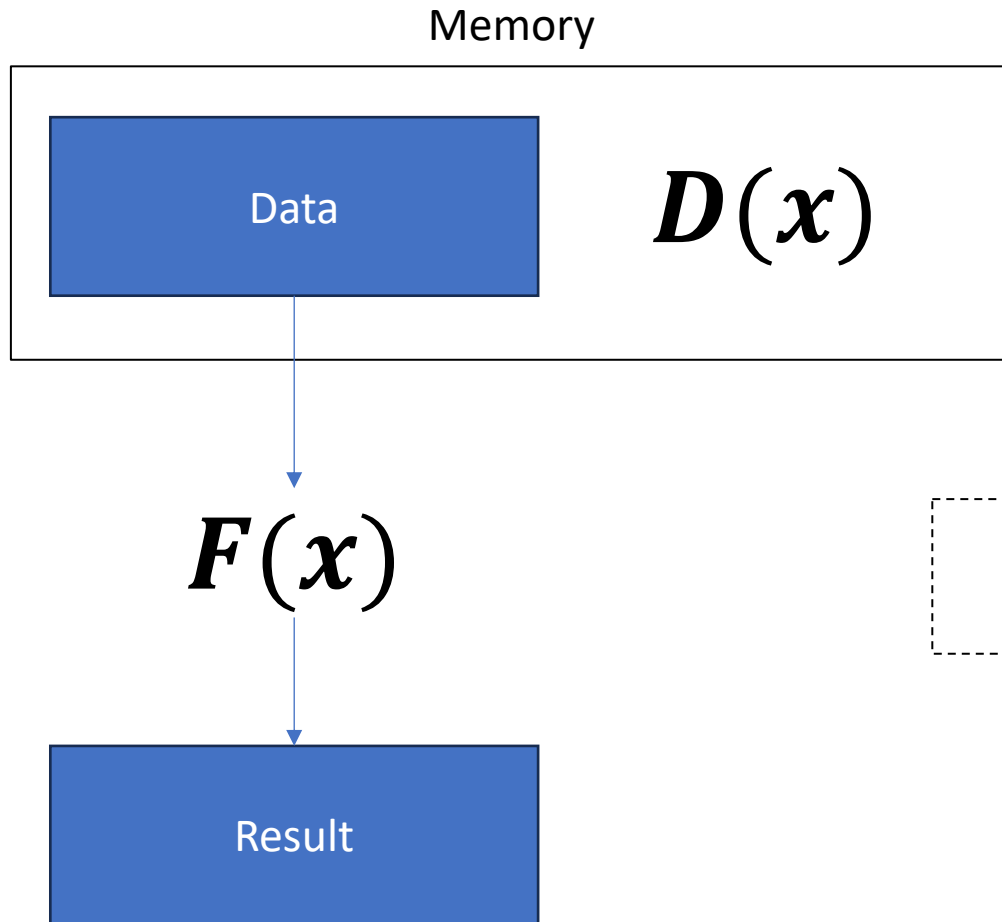 Memory
Data
D(x)
F(x)
Result